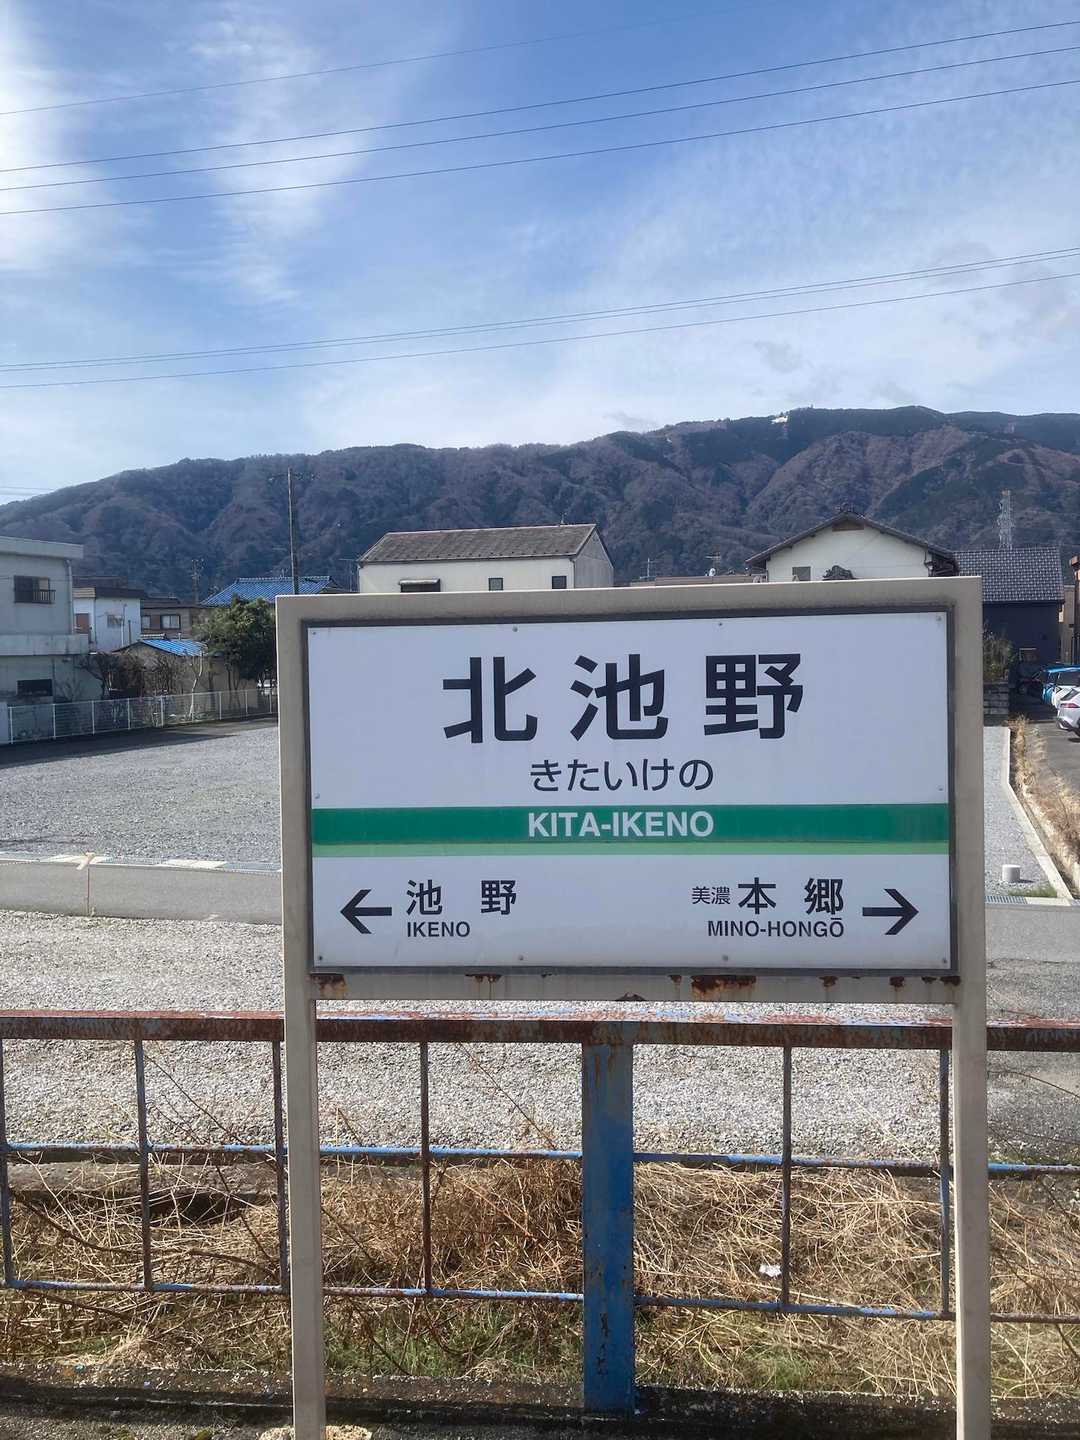 北池野
きたいけの
KITA-IKENO
← 池野
IKENO
美濃本郷 →
MINO-HONGŌ